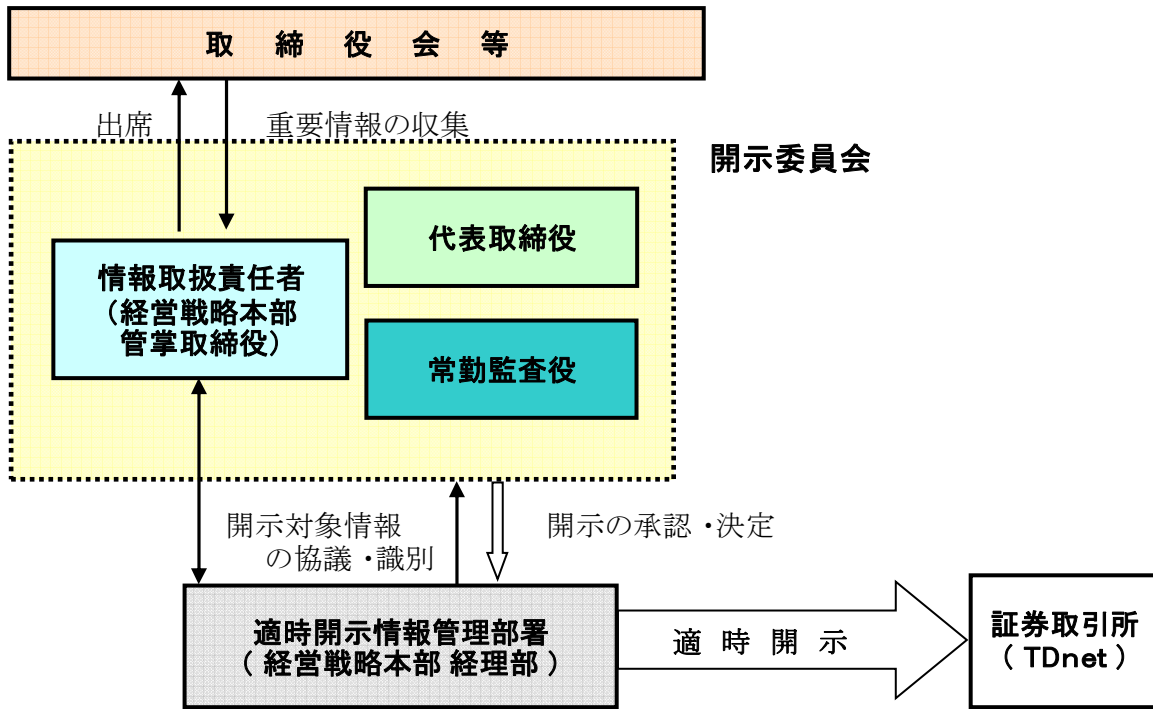 取 締 役 会 等
出席
重要情報の収集
開示委員会
代表取締役
情報取扱責任者
（経営戦略本部
管掌取締役）
常勤監査役
開示対象情報
の協議・識別
開示の承認・決定
適時開示情報管理部署
（ 経営戦略本部 経理部 ）
適 時 開 示
証券取引所
（ TDnet ）